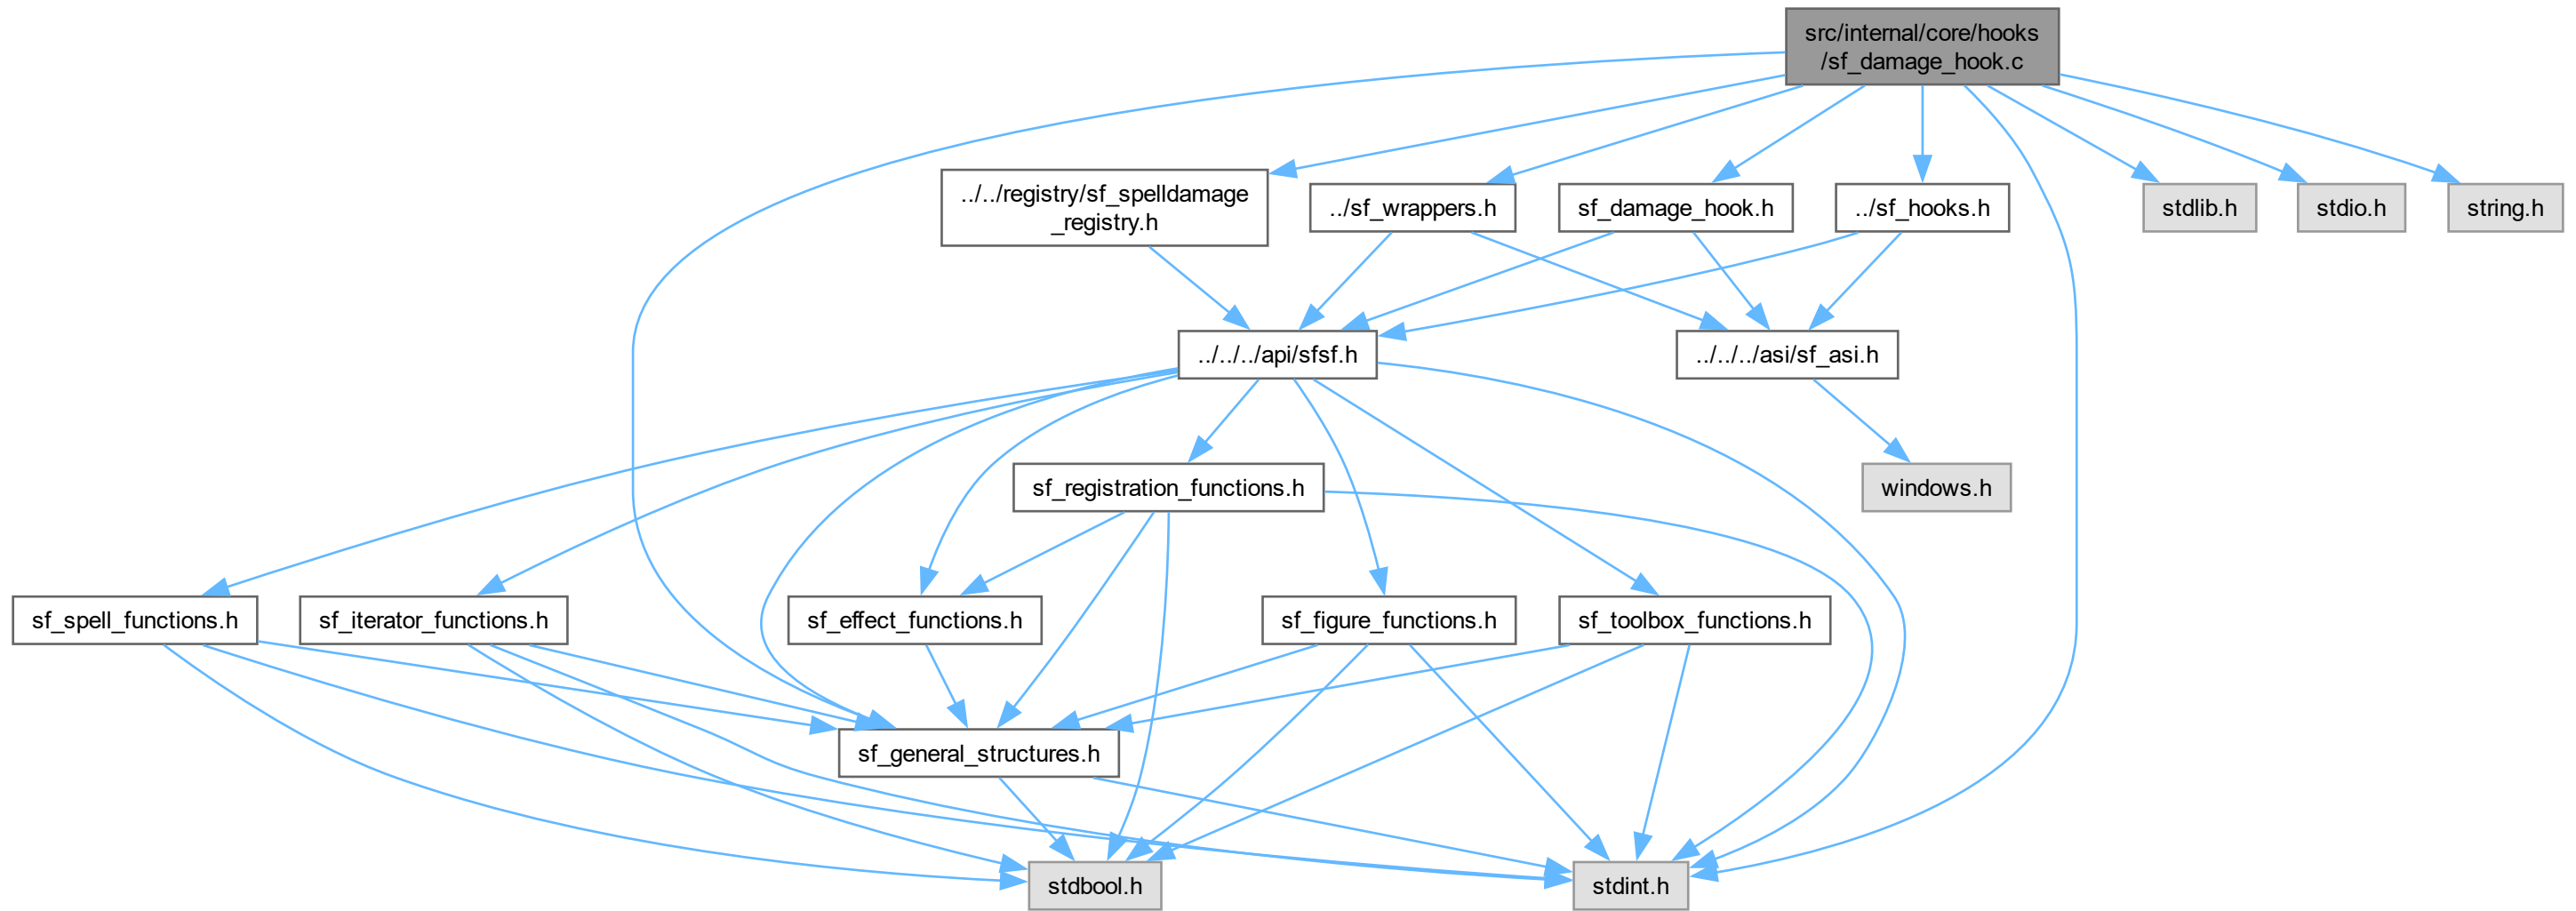 src/internal/core/hooks
/sf_damage_hook.c
../../registry/sf_spelldamage
_registry.h
../sf_wrappers.h
sf_damage_hook.h
../sf_hooks.h
stdlib.h
stdio.h
string.h
../../../api/sfsf.h
../../../asi/sf_asi.h
sf_registration_functions.h
windows.h
sf_spell_functions.h
sf_iterator_functions.h
sf_effect_functions.h
sf_figure_functions.h
sf_toolbox_functions.h
sf_general_structures.h
stdbool.h
stdint.h